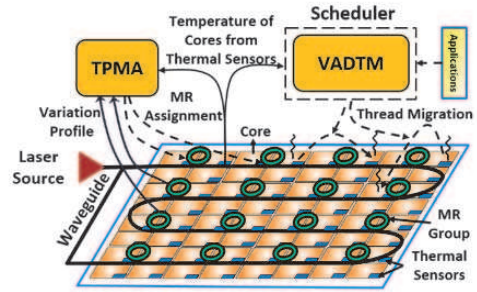 Scheduler
Temperature of
Cores from
Thermal Sensors
TPMA
VADTM
Applications
MR
Assignment
Variation
Profile
Core
Thread Migration
Laser
Source
Waveguide
MR
Group
Thermal
Sensors